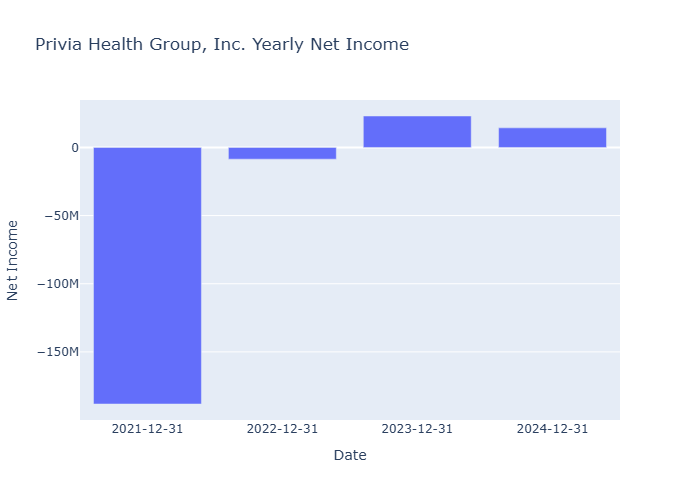 Privia Health Group, Inc. Yearly Net Income
0
−50M
−100M
−150M
Net Income
2021-12-31
2022-12-31
2023-12-31
2024-12-31
Date